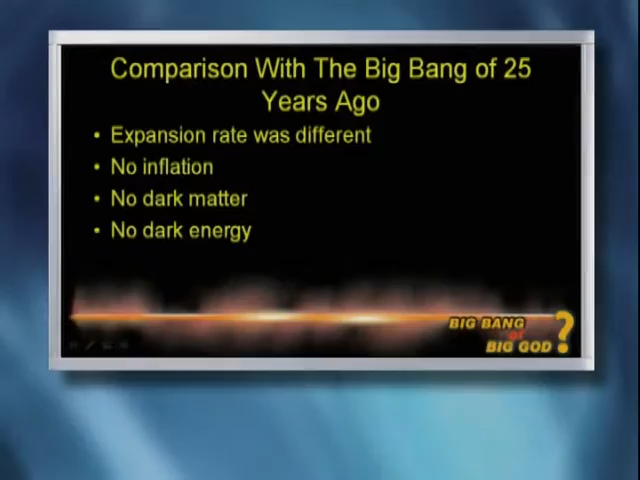 Comparison With The Big Bang of 25
Years Ago
• Expansion rate was different
• No inflation
• No dark matter
• No dark energy
BIG BANG
or
BIG GOD
?